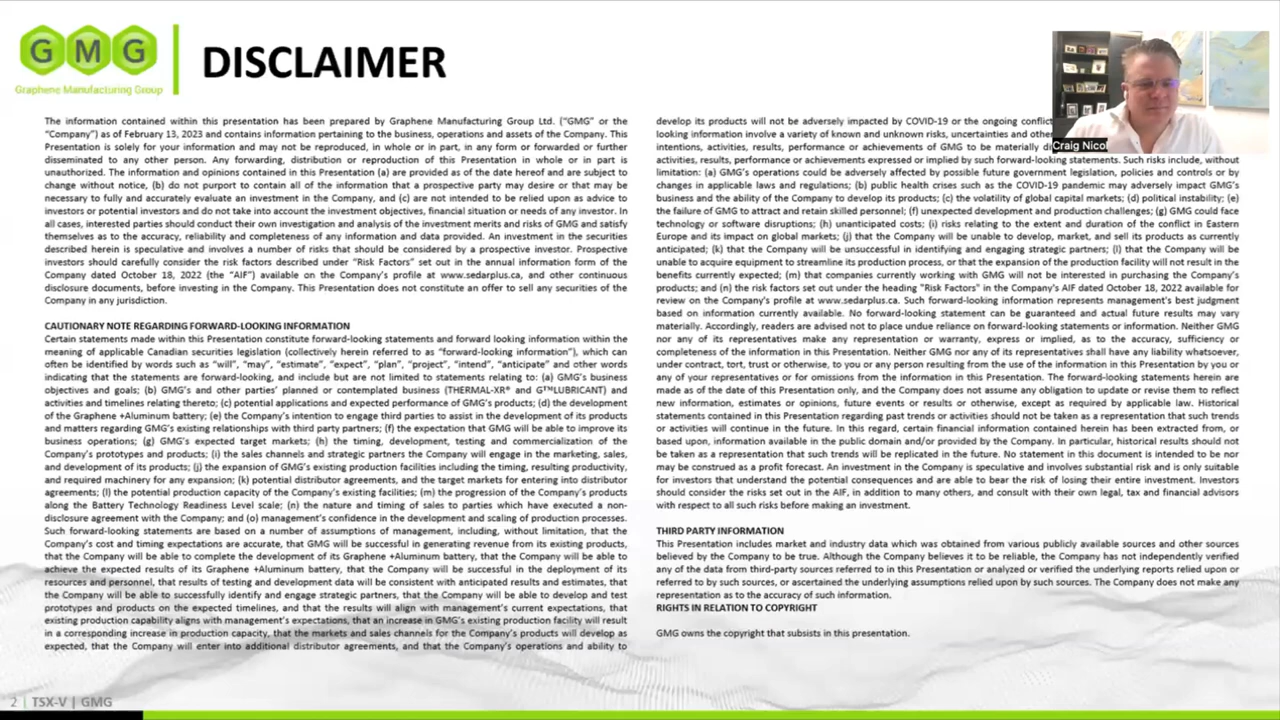 GMG
Graphene Manufacturing Group
DISCLAIMER
The information contained within this presentation has been prepared by Graphene Manufacturing Group Ltd. ("GMG" or the
"Company") as of February 13, 2023 and contains information pertaining to the business, operations and assets of the Company. This
Presentation is solely for your information and may not be reproduced, in whole or in part, in any form or forwarded or further
disseminated to any other person. Any forwarding, distribution or reproduction of this Presentation in whole or in part is
unauthorized. The information and opinions contained in this Presentation (a) are provided as of the date hereof and are subject to
change without notice, (b) do not purport to contain all of the information that a prospective party may desire or that may be
necessary to fully and accurately evaluate an investment in the Company, and (c) are not intended to be relied upon as advice to
investors or potential investors and do not take into account the investment objectives, financial situation or needs of any investor. In
all cases, interested parties should conduct their own investigation and analysis of the investment merits and risks of GMG and satisfy
themselves as to the accuracy, reliability and completeness of any information and data provided. An investment in the securities
described herein is speculative and involves a number of risks that should be considered by a prospective investor. Prospective
investors should carefully consider the risk factors described under "Risk Factors" set out in the annual information form of the
Company dated October 18, 2022 (the "AIF") available on the Company's profile at www.sedarplus.ca, and other continuous
disclosure documents, before investing in the Company. This Presentation does not constitute an offer to sell any securities of the
Company in any jurisdiction.
CAUTIONARY NOTE REGARDING FORWARD-LOOKING INFORMATION
Certain statements made within this Presentation constitute forward-looking statements and forward looking information within the
meaning of applicable Canadian securities legislation (collectively herein referred to as "forward-looking information"), which can
often be identified by words such as "will", "may", "estimate", "expect", "plan", "project", "intend", "anticipate" and other words
indicating that the statements are forward-looking, and include but are not limited to statements relating to: (a) GMG's business
objectives and goals; (b) GMG's and other parties' planned or contemplated business (THERMAL-XR® and G™LUBRICANT) and
activities and timelines relating thereto; (c) potential applications and expected performance of GMG's products; (d) the development
of the Graphene +Aluminum battery; (e) the Company's intention to engage third parties to assist in the development of its products
and matters regarding GMG's existing relationships with third party partners; (f) the expectation that GMG will be able to improve its
business operations; (g) GMG's expected target markets; (h) the timing, development, testing and commercialization of the
Company's prototypes and products; (i) the sales channels and strategic partners the Company will engage in the marketing, sales,
and development of its products; (j) the expansion of GMG's existing production facilities including the timing, resulting productivity,
and required machinery for any expansion; (k) potential distributor agreements, and the target markets for entering into distributor
agreements; (l) the potential production capacity of the Company's existing facilities; (m) the progression of the Company's products
along the Battery Technology Readiness Level scale; (n) the nature and timing of sales to parties which have executed a non-
disclosure agreement with the Company; and (o) management's confidence in the development and scaling of production processes.
Such forward-looking statements are based on a number of assumptions of management, including, without limitation, that the
Company's cost and timing expectations are accurate, that GMG will be successful in generating revenue from its existing products,
that the Company will be able to complete the development of its Graphene +Aluminum battery, that the Company will be able to
achieve the expected results of its Graphene +Aluminum battery, that the Company will be successful in the deployment of its
resources and personnel, that results of testing and development data will be consistent with anticipated results and estimates, that
the Company will be able to successfully identify and engage strategic partners, that the Company will be able to develop and test
prototypes and products on the expected timelines, and that the results will align with management's current expectations, that
existing production capability aligns with management's expectations, that an increase in GMG's existing production facility will result
in a corresponding increase in production capacity, that the markets and sales channels for the Company's products will develop as
expected, that the Company will enter into additional distributor agreements, and that the Company's operations and ability to
develop its products will not be adversely impacted by COVID-19 or the ongoing conflict
looking information involve a variety of known and unknown risks, uncertainties and other
intentions, activities, results, performance or achievements of GMG to be materially di
activities, results, performance or achievements expressed or implied by such forward-looking statements. Such risks include, without
limitation: (a) GMG's operations could be adversely affected by possible future government legislation, policies and controls or by
changes in applicable laws and regulations; (b) public health crises such as the COVID-19 pandemic may adversely impact GMG's
business and the ability of the Company to develop its products; (c) the volatility of global capital markets; (d) political instability; (e)
the failure of GMG to attract and retain skilled personnel; (f) unexpected development and production challenges; (g) GMG could face
technology or software disruptions; (h) unanticipated costs; (i) risks relating to the extent and duration of the conflict in Eastern
Europe and its impact on global markets; (j) that the Company will be unable to develop, market, and sell its products as currently
anticipated; (k) that the Company will be unsuccessful in identifying and engaging strategic partners; (l) that the Company will be
unable to acquire equipment to streamline its production process, or that the expansion of the production facility will not result in the
benefits currently expected; (m) that companies currently working with GMG will not be interested in purchasing the Company's
products; and (n) the risk factors set out under the heading "Risk Factors" in the Company's AIF dated October 18, 2022 available for
review on the Company's profile at www.sedarplus.ca. Such forward-looking information represents management's best judgment
based on information currently available. No forward-looking statement can be guaranteed and actual future results may vary
materially. Accordingly, readers are advised not to place undue reliance on forward-looking statements or information. Neither GMG
nor any of its representatives make any representation or warranty, express or implied, as to the accuracy, sufficiency or
completeness of the information in this Presentation. Neither GMG nor any of its representatives shall have any liability whatsoever,
under contract, tort, trust or otherwise, to you or any person resulting from the use of the information in this Presentation by you or
any of your representatives or for omissions from the information in this Presentation. The forward-looking statements herein are
made as of the date of this Presentation only, and the Company does not assume any obligation to update or revise them to reflect
new information, estimates or opinions, future events or results or otherwise, except as required by applicable law. Historical
statements contained in this Presentation regarding past trends or activities should not be taken as a representation that such trends
or activities will continue in the future. In this regard, certain financial information contained herein has been extracted from, or
based upon, information available in the public domain and/or provided by the Company. In particular, historical results should not
be taken as a representation that such trends will be replicated in the future. No statement in this document is intended to be nor
may be construed as a profit forecast. An investment in the Company is speculative and involves substantial risk and is only suitable
for investors that understand the potential consequences and are able to bear the risk of losing their entire investment. Investors
should consider the risks set out in the AIF, in addition to many others, and consult with their own legal, tax and financial advisors
with respect to all such risks before making an investment.
THIRD PARTY INFORMATION
This Presentation includes market and industry data which was obtained from various publicly available sources and other sources
believed by the Company to be true. Although the Company believes it to be reliable, the Company has not independently verified
any of the data from third-party sources referred to in this Presentation or analyzed or verified the underlying reports relied upon or
referred to by such sources, or ascertained the underlying assumptions relied upon by such sources. The Company does not make any
representation as to the accuracy of such information.
RIGHTS IN RELATION TO COPYRIGHT
GMG owns the copyright that subsists in this presentation.
Craig Nicol
2 | TSX-V | GMG